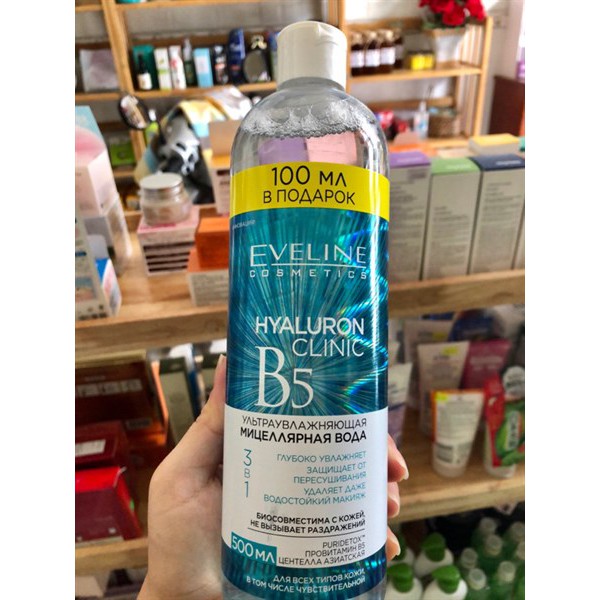 100 МЛ
В ПОДАРОК
EVELINE
COSMETICS
HYALURON
CLINIC
B5
УЛЬТРАУВЛАЖНЯЮЩАЯ
МИЦЕЛЛЯРНАЯ ВОДА
3 В 1
ГЛУБОКО УВЛАЖНЯЕТ
ЗАЩИЩАЕТ ОТ
ПЕРЕСУШИВАНИЯ
УДАЛЯЕТ ДАЖЕ
ВОДОСТОЙКИЙ МАКИЯЖ
БИОСОВМЕСТИМА С КОЖЕЙ,
НЕ ВЫЗЫВАЕТ РАЗДРАЖЕНИЙ
500 МЛ
PURIDETOX™
ПРОВИТАМИН B5
ЦЕНТЕЛЛА АЗИАТСКАЯ
ДЛЯ ВСЕХ ТИПОВ КОЖИ,
В ТОМ ЧИСЛЕ ЧУВСТВИТЕЛЬНОЙ